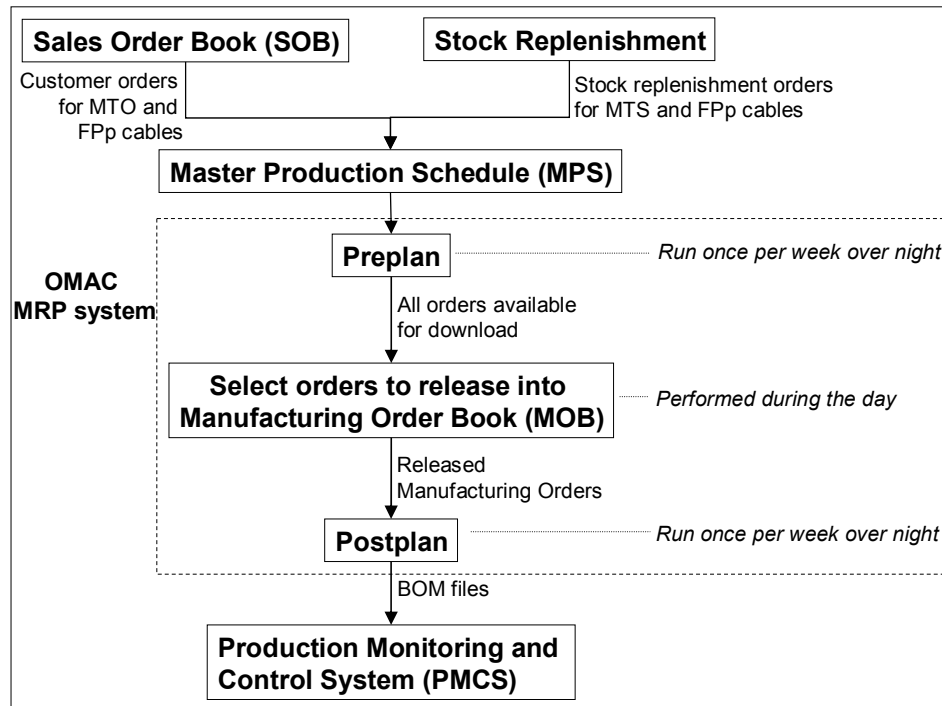 Sales Order Book (SOB)
Stock Replenishment
Customer orders
for MTO and
FPp cables
Stock replenishment orders
for MTS and FPp cables
Master Production Schedule (MPS)
OMAC
MRP system
Preplan
Run once per week over night
All orders available
for download
Select orders to release into
Manufacturing Order Book (MOB)
Performed during the day
Released
Manufacturing Orders
Postplan
Run once per week over night
BOM files
Production Monitoring and
Control System (PMCS)